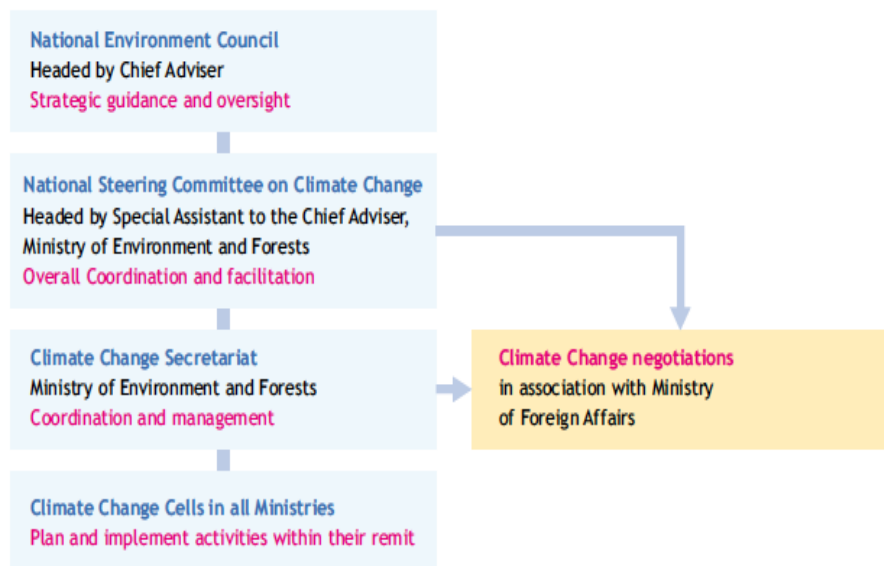 National Environment Council
Headed by Chief Adviser
Strategic guidance and oversight
National Steering Committee on Climate Change
Headed by Special Assistant to the Chief Adviser,
Ministry of Environment and Forests
Overall Coordination and facilitation
Climate Change Secretariat
Ministry of Environment and Forests
Coordination and management
Climate Change negotiations
in association with Ministry
of Foreign Affairs
Climate Change Cells in all Ministries
Plan and implement activities within their remit